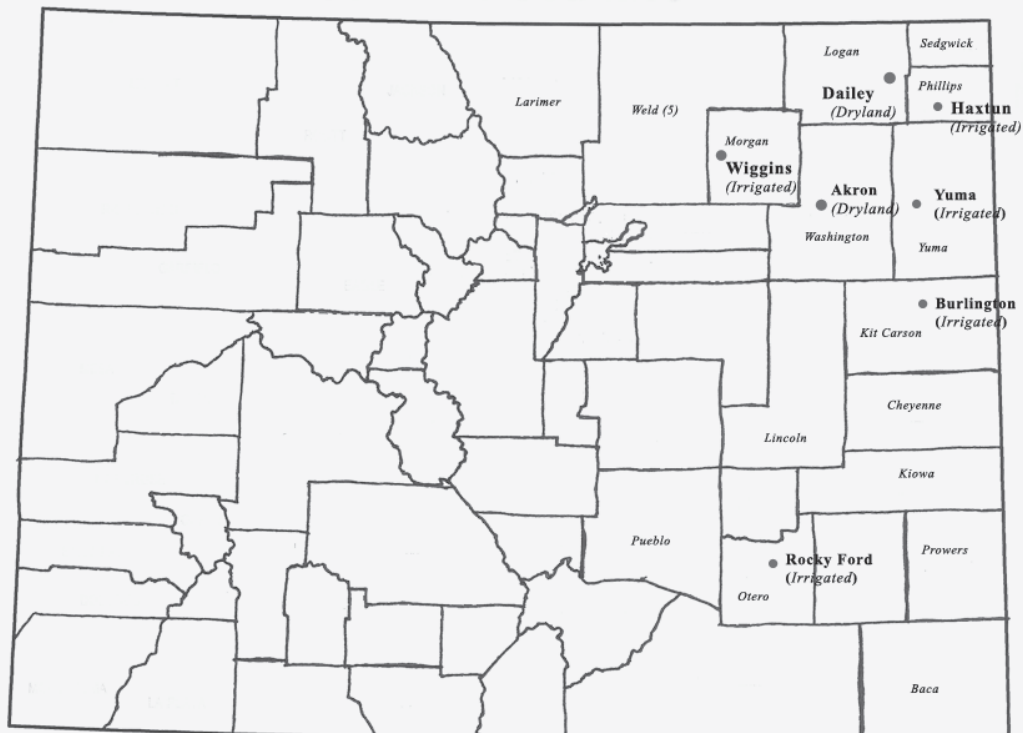 Logan
Sedgwick
Larimer
Weld (5)
Dailey
(Dryland)
Phillips
Haxtun
(Irrigated)
Morgan
Wiggins
(Irrigated)
Akron
(Dryland)
Washington
Yuma
(Irrigated)
Yuma
Burlington
(Irrigated)
Kit Carson
Cheyenne
Lincoln
Kiowa
Pueblo
Rocky Ford
(Irrigated)
Otero
Prowers
Baca